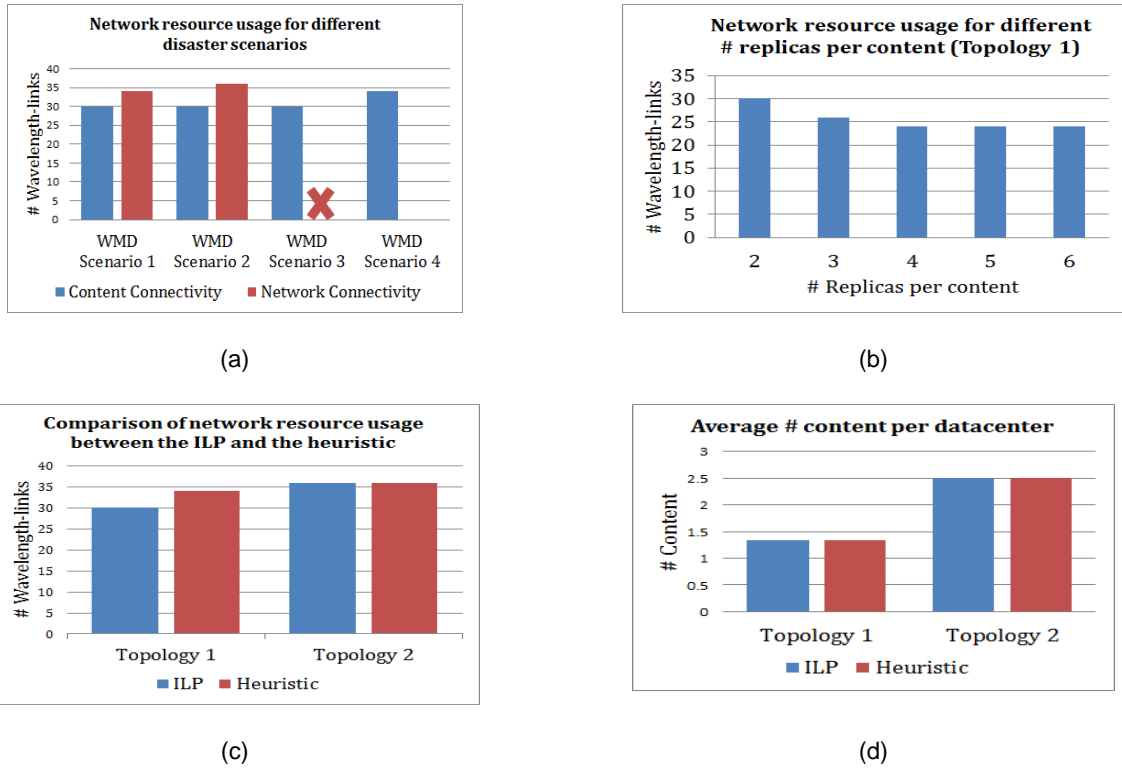 Network resource usage for different
disaster scenarios
# Wavelength-links
40
35
30
25
20
15
10
5
0
WMD
Scenario 1
WMD
Scenario 2
WMD
Scenario 3
WMD
Scenario 4
Content Connectivity
Network Connectivity
(a)
Network resource usage for different
# replicas per content (Topology 1)
# Wavelength-links
35
30
25
20
15
10
5
0
2 3 4 5 6
# Replicas per content
(b)
Comparison of network resource usage
between the ILP and the heuristic
# Wavelength-links
40
35
30
25
20
15
10
5
0
Topology 1 Topology 2
ILP Heuristic
(c)
Average # content per datacenter
# Content
3
2.5
2
1.5
1
0.5
0
Topology 1 Topology 2
ILP Heuristic
(d)